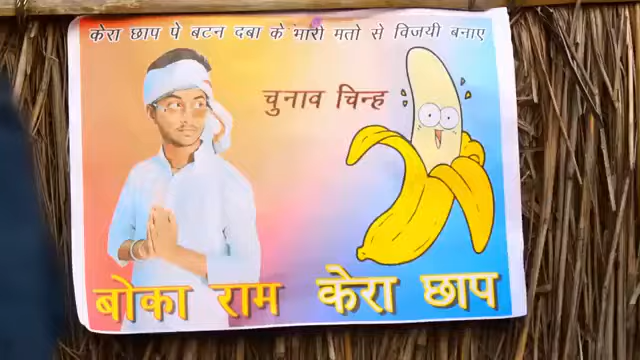 केरा छाप पे बटन दबा के भारी मतो से विजयी बनाए
चुनाव चिन्ह
बोका राम केरा छाप